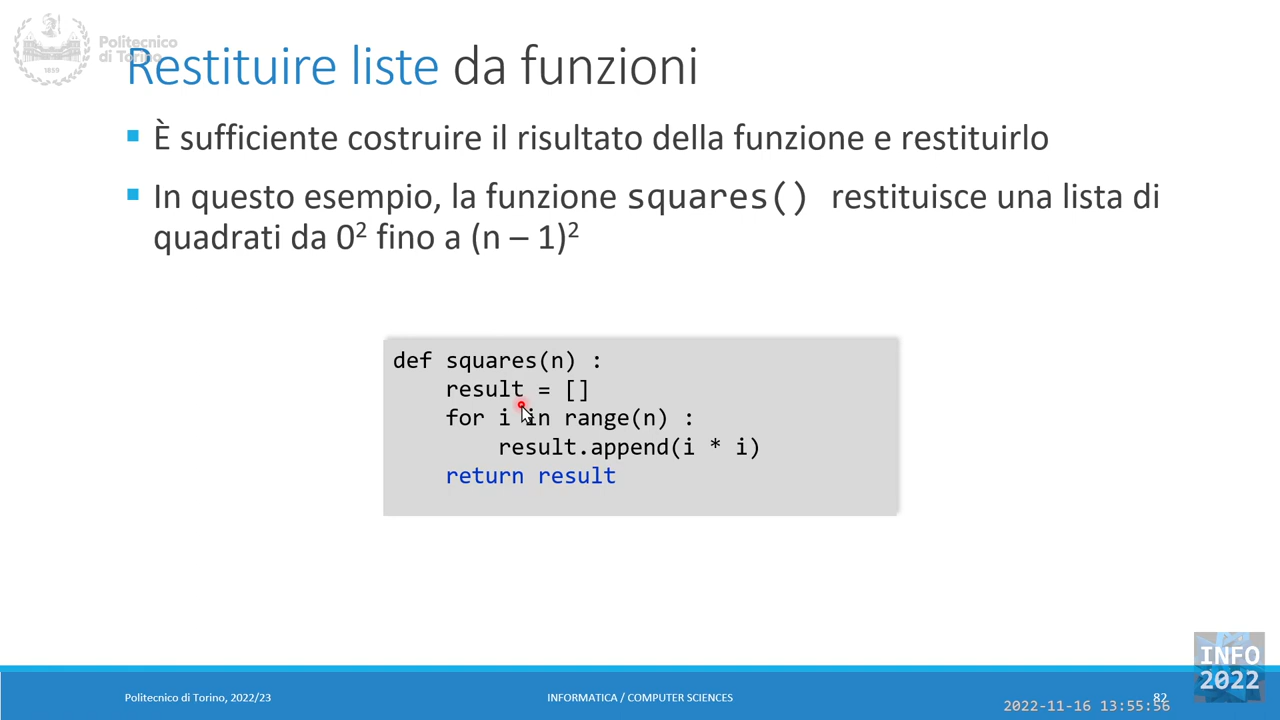 Politecnico
di Torino
1859
Restituire liste da funzioni
È sufficiente costruire il risultato della funzione e restituirlo
In questo esempio, la funzione squares() restituisce una lista di
quadrati da 0² fino a (n – 1)²
def squares(n) :
    result = []
    for i in range(n) :
        result.append(i * i)
    return result
INFO
2022
Politecnico di Torino, 2022/23
INFORMATICA / COMPUTER SCIENCES
82
2022-11-16 13:55:56